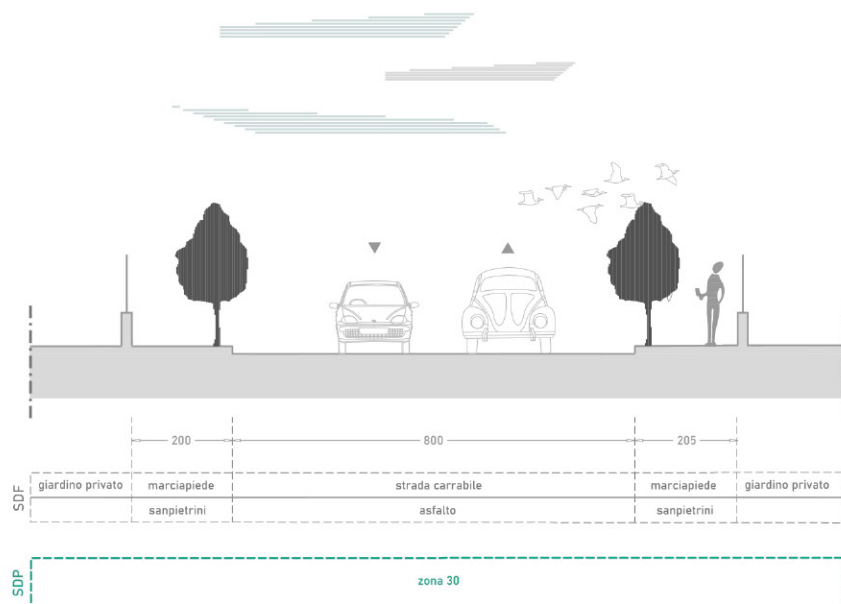 200 800 205
SDF
giardino privato marciapiede strada carrabile marciapiede giardino privato
sanpietrini asfalto sanpietrini
SDP
zona 30